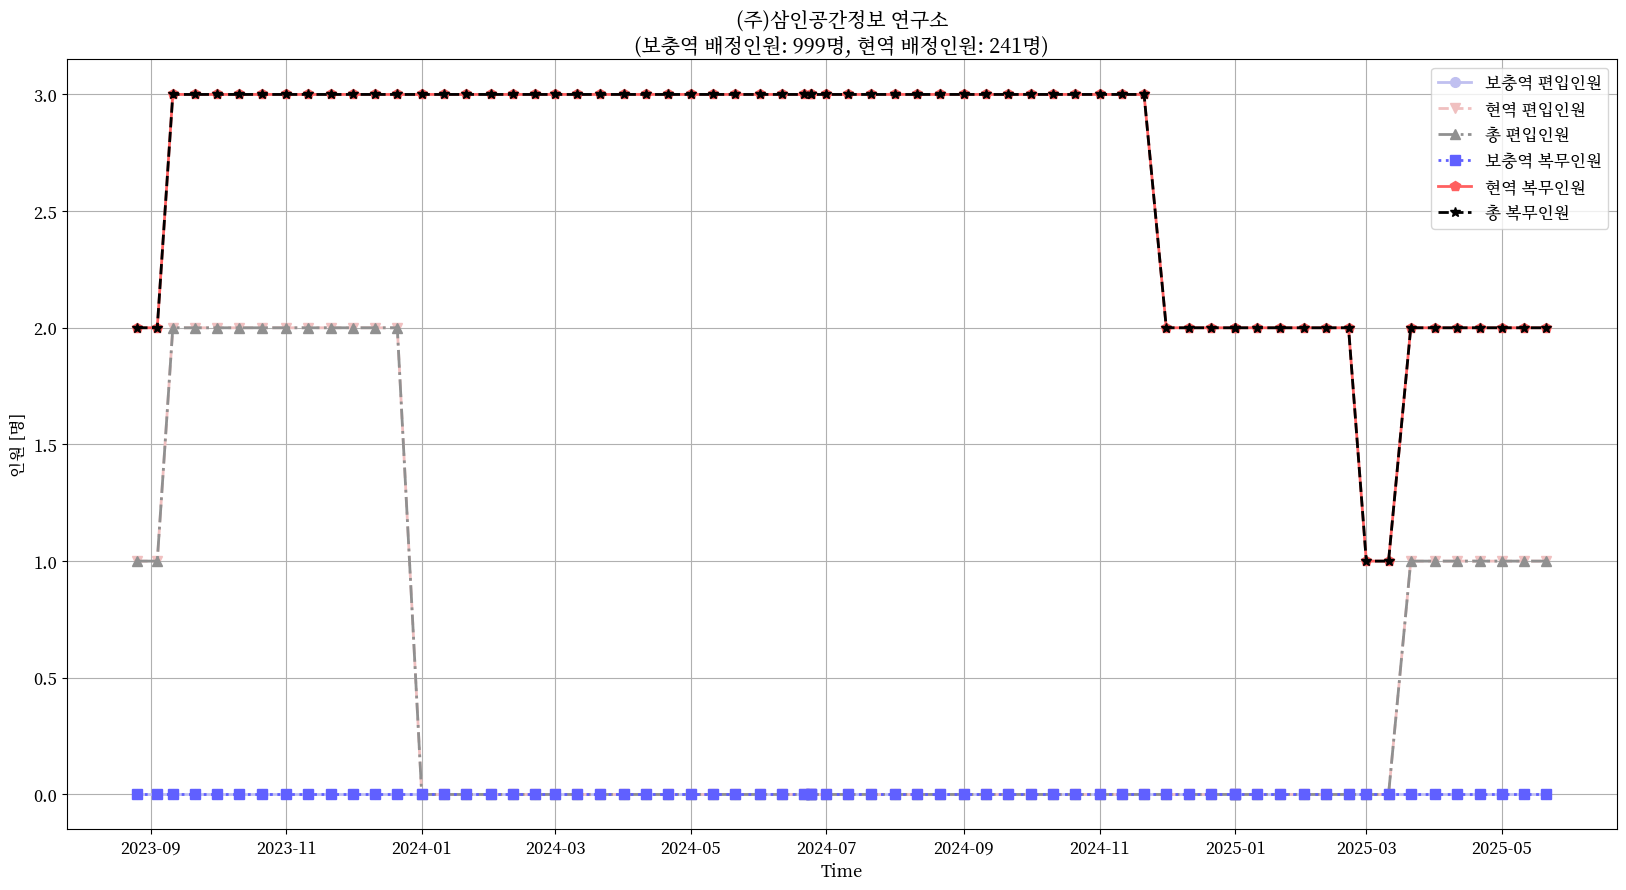 (주)삼인공간정보 연구소
(보충역 배정인원: 999명, 현역 배정인원: 241명)
보충역 편입인원
현역 편입인원
총 편입인원
보충역 복무인원
현역 복무인원
총 복무인원
인원 [명]
3.0
2.5
2.0
1.5
1.0
0.5
0.0
2023-09 2023-11 2024-01 2024-03 2024-05 2024-07 2024-09 2024-11 2025-01 2025-03 2025-05
Time